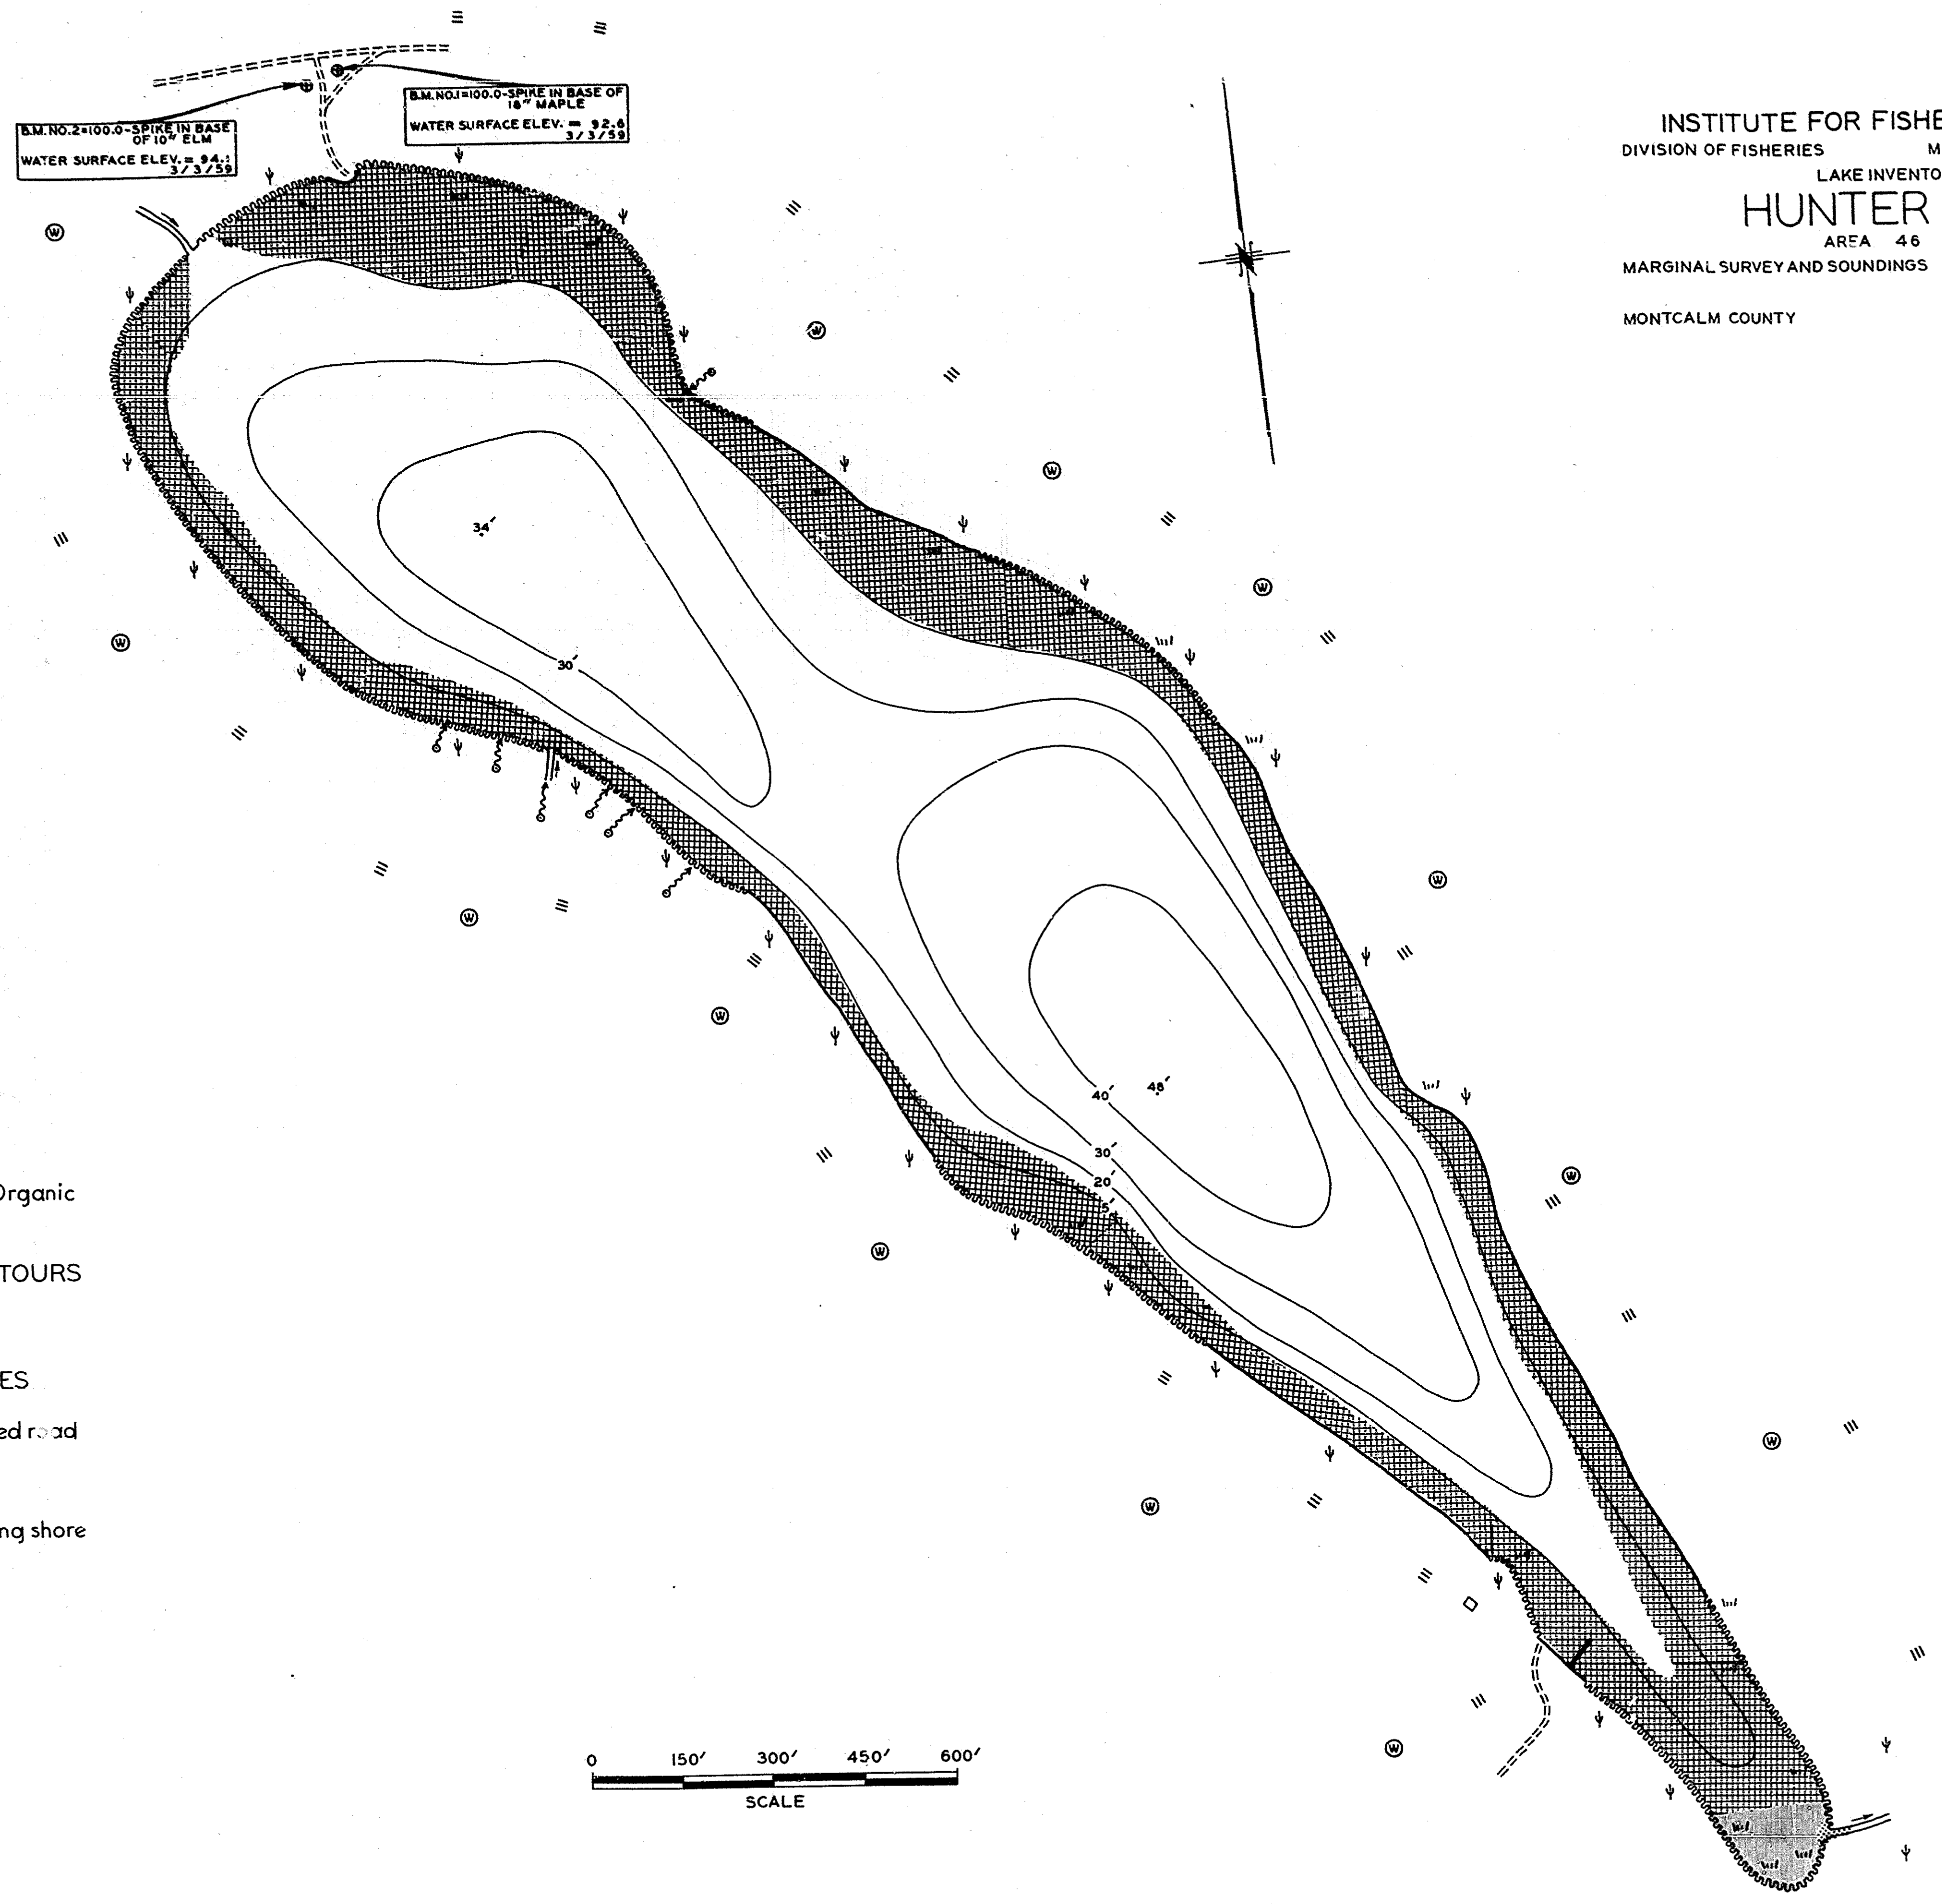 B.M. NO.1=100.0-SPIKE IN BASE OF
18" MAPLE
WATER SURFACE ELEV. = 92.6
3/3/59
B.M. NO.2=100.0-SPIKE IN BASE
OF 10" ELM
WATER SURFACE ELEV. = 94.1
3/3/59
INSTITUTE FOR FISHE
DIVISION OF FISHERIES M
LAKE INVENTO
HUNTER
AREA 46
MARGINAL SURVEY AND SOUNDINGS
MONTCALM COUNTY
W
W
W
W
W
W
W
W
W
W
W
W
W
W
34'
30'
48'
40'
30'
20'
5'
Organic
TOURS
ES
ed road
ng shore
0 150' 300' 450' 600'
SCALE